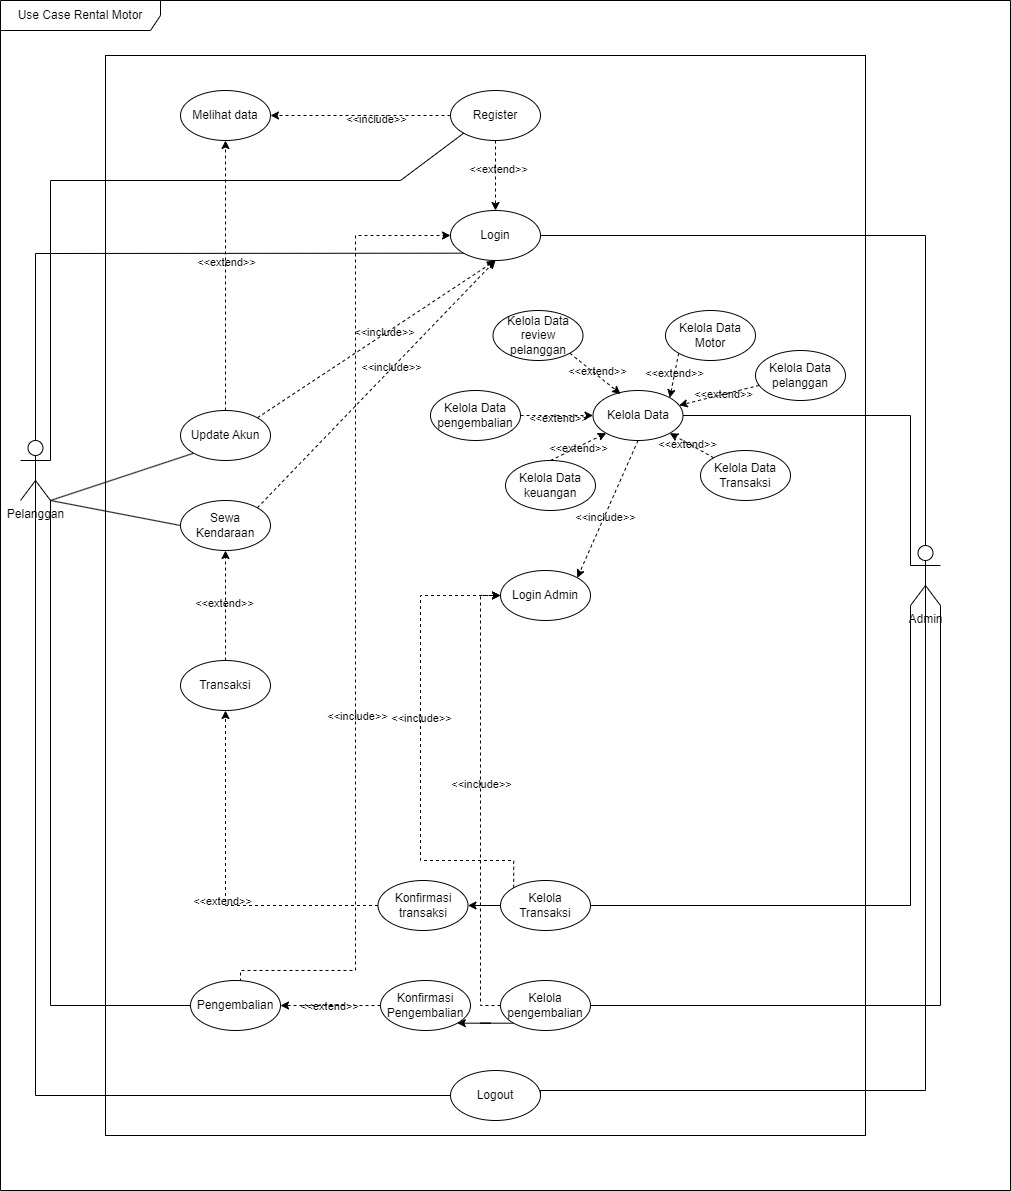 Use Case Rental Motor
Melihat data
<<include>>
Register
<<extend>>
Login
<<extend>>
Kelola Data
review
pelanggan
Kelola Data
Motor
<<include>>
<<include>>
<<extend>>
<<extend>>
Kelola Data
pelanggan
<<extend>>
Kelola Data
pengembalian
<<extend>>
Kelola Data
Update Akun
<<extend>>
<<extend>>
Kelola Data
keuangan
Kelola Data
Transaksi
Pelanggan
Sewa
Kendaraan
<<include>>
<<extend>>
Login Admin
Admin
Transaksi
<<include>>
<<include>>
<<include>>
<<extend>>
Konfirmasi
transaksi
Kelola
Transaksi
Pengembalian
<<extend>>
Konfirmasi
Pengembalian
Kelola
pengembalian
Logout